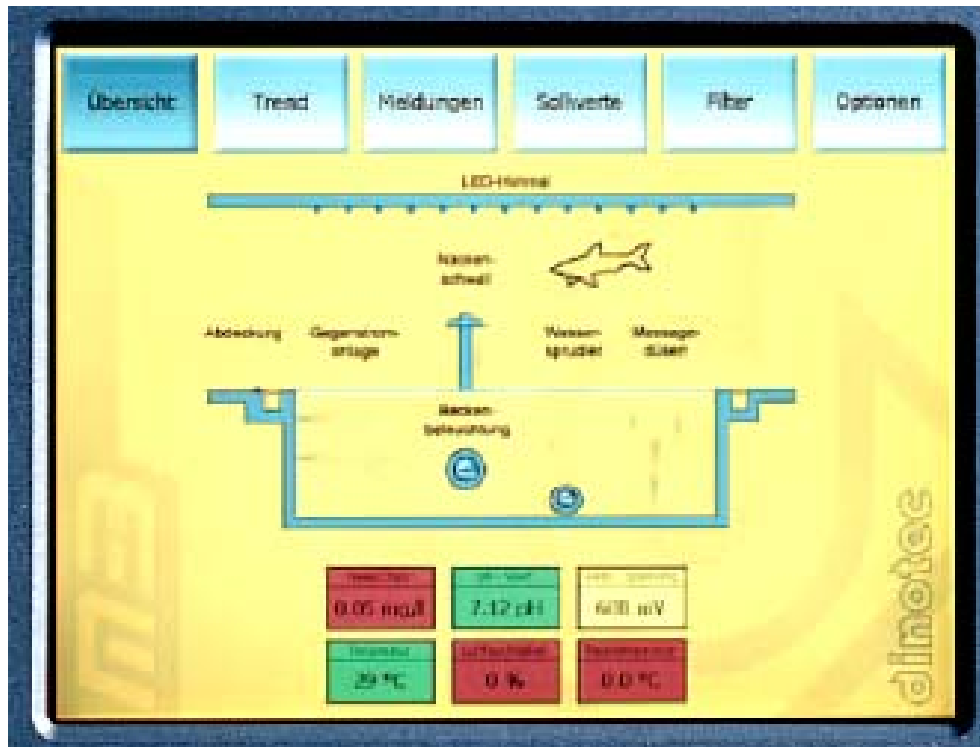 Übersicht
Trend
Meldungen
Sollwerte
Filter
Optionen
LED-Himmel
Nacken-
schwall
Abdeckung
Gegenstrom-
anlage
Wasser-
sprudler
Massage-
düsen
Becken-
beleuchtung
0.05 mg/l
7.12 pH
mV
29 °C
0 %
0.0 °C
dinotec